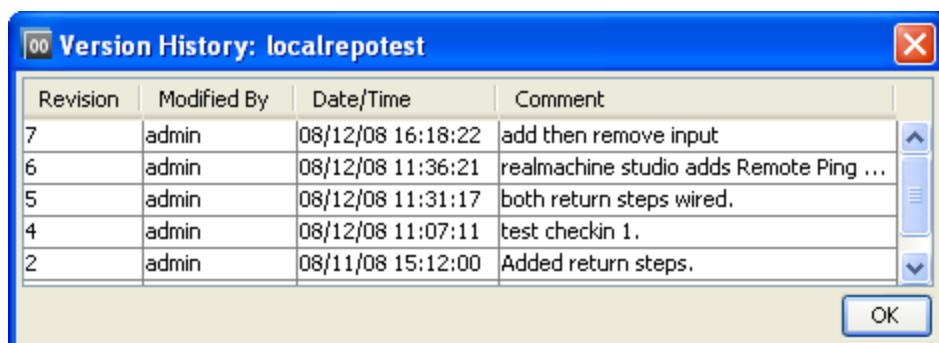 00 Version History: localrepotest
Revision Modified By Date/Time Comment
7 admin 08/12/08 16:18:22 add then remove input
6 admin 08/12/08 11:36:21 realmachine studio adds Remote Ping ...
5 admin 08/12/08 11:31:17 both return steps wired.
4 admin 08/12/08 11:07:11 test checkin 1.
2 admin 08/11/08 15:12:00 Added return steps.
OK